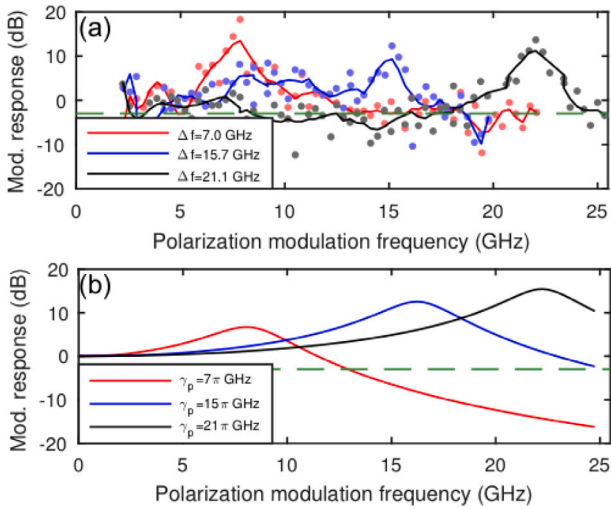 (a)
Mod. response (dB)
20
10
0
-10
-20
Δf=7.0 GHz
Δf=15.7 GHz
Δf=21.1 GHz
0 5 10 15 20 25
Polarization modulation frequency (GHz)
(b)
Mod. response (dB)
20
10
0
-10
-20
γp=7π GHz
γp=15π GHz
γp=21π GHz
0 5 10 15 20 25
Polarization modulation frequency (GHz)